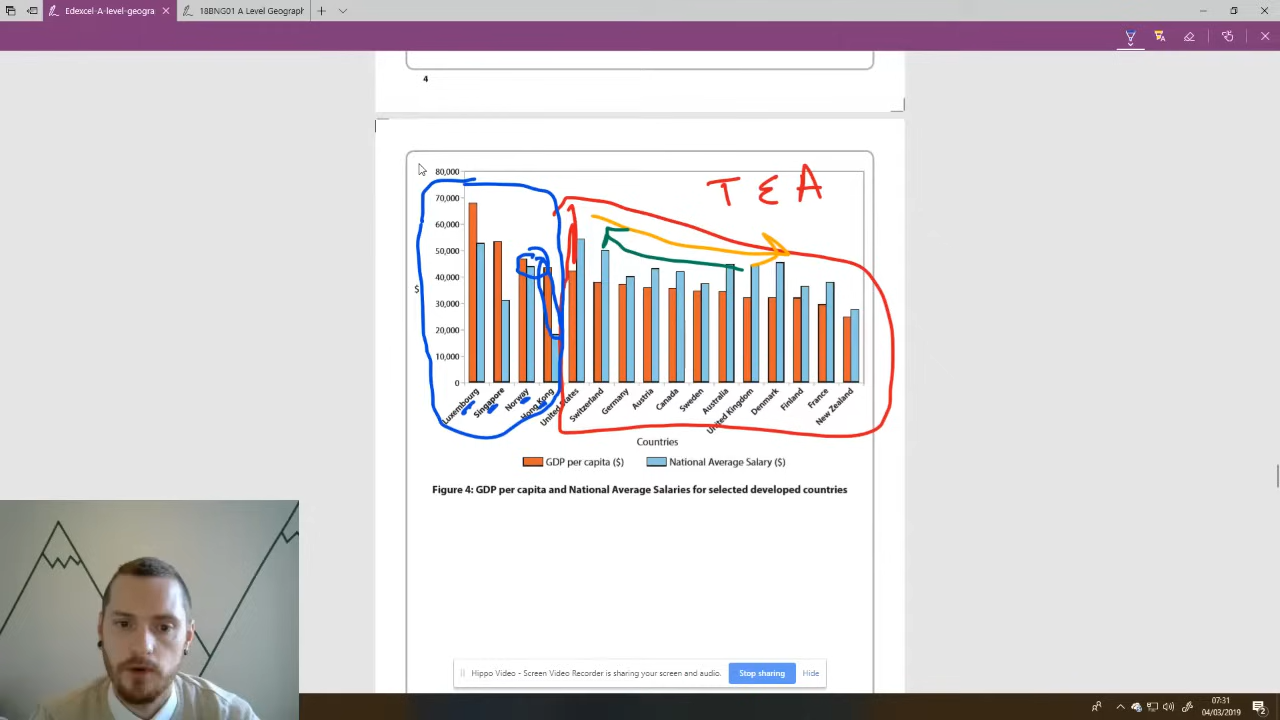 Edexcel-A-level-geogra
18BNG01 A Level Geograph
4
T E A
80,000
70,000
60,000
50,000
40,000
$
30,000
20,000
10,000
0
Luxembourg
Singapore
Norway
Hong Kong
United States
Switzerland
Germany
Austria
Canada
Sweden
Australia
United Kingdom
Denmark
Finland
France
New Zealand
Countries
GDP per capita ($) National Average Salary ($)
Figure 4: GDP per capita and National Average Salaries for selected developed countries
Hippo Video - Screen Video Recorder is sharing your screen and audio. Stop sharing Hide
07:31
04/03/2019
2